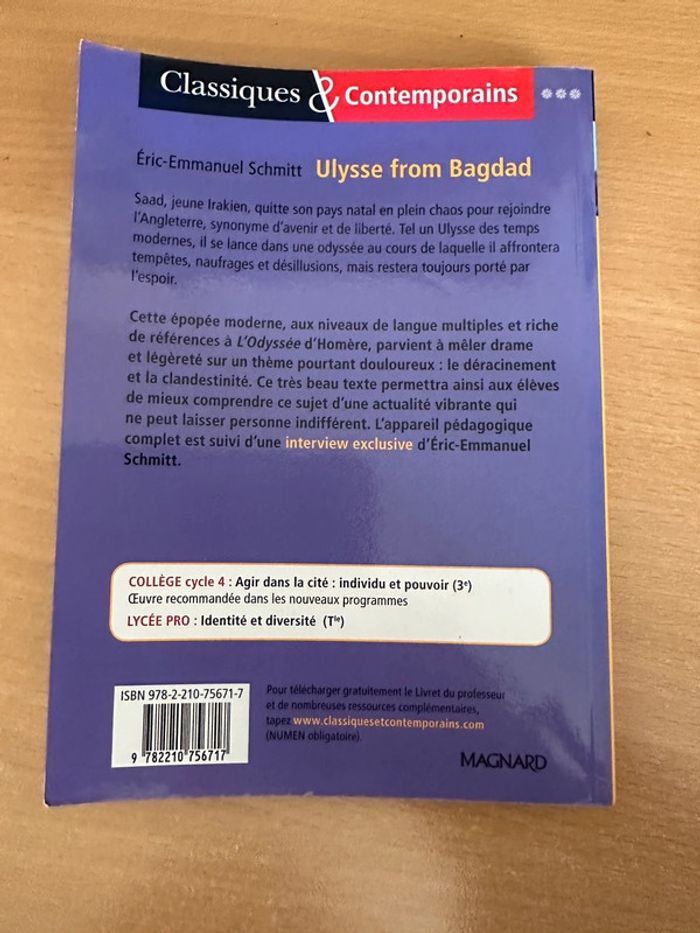 Classiques & Contemporains ***
Éric-Emmanuel Schmitt Ulysse from Bagdad
Saad, jeune Irakien, quitte son pays natal en plein chaos pour rejoindre
l'Angleterre, synonyme d'avenir et de liberté. Tel un Ulysse des temps
modernes, il se lance dans une odyssée au cours de laquelle il affrontera
tempêtes, naufrages et désillusions, mais restera toujours porté par
l'espoir.
Cette épopée moderne, aux niveaux de langue multiples et riche
de références à L'Odyssée d'Homère, parvient à mêler drame
et légèreté sur un thème pourtant douloureux : le déracinement
et la clandestinité. Ce très beau texte permettra ainsi aux élèves
de mieux comprendre ce sujet d'une actualité vibrante qui
ne peut laisser personne indifférent. L'appareil pédagogique
complet est suivi d'une interview exclusive d'Éric-Emmanuel
Schmitt.
COLLÈGE cycle 4 : Agir dans la cité : individu et pouvoir (3e)
Œuvre recommandée dans les nouveaux programmes
LYCÉE PRO : Identité et diversité (Tle)
ISBN 978-2-210-75671-7
9 782210 756717
Pour télécharger gratuitement le Livret du professeur
et de nombreuses ressources complémentaires,
tapez www.classiquesetcontemporains.com
(NUMEN obligatoire).
MAGNARD